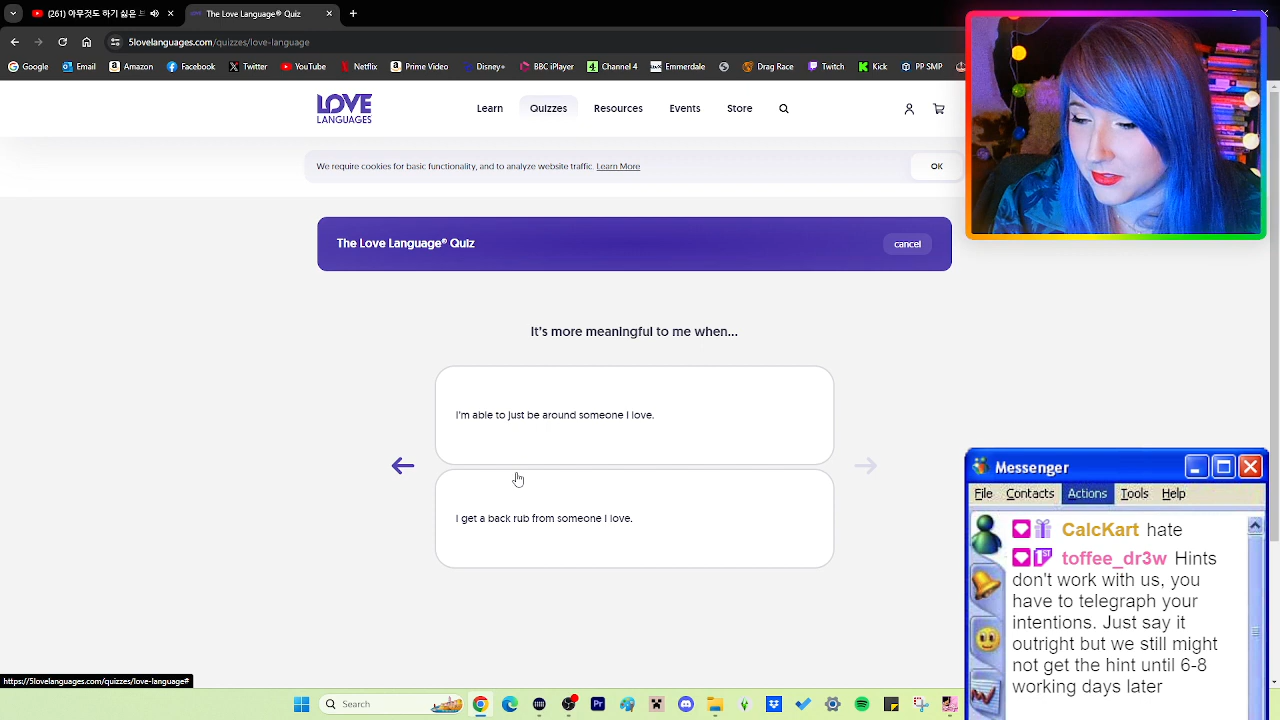 (261) 아무것도 하기 싫은 브
The Love Language® Quiz
5lovelanguages.com/quizzes/love-language
Google Email Amazon Facebook Twitter YouTube Netflix Prime Video Disney+ BBC iPlayer Channel 4 Emmerdale Drag Race Twitch Kick PP SMP
LOVE
LANGUAGES
Learn Quizzes Resources Events Store
We require cookies for basic functionality, and to analyze website traffic. Learn More
OK
The Love Language® Quiz
cancel
It's more meaningful to me when...
I'm able to just be around someone I love.
I get a back rub from someone I love.
https://5lovelanguages.com/quizzes/love-language#
Search
Messenger
File Contacts Actions Tools Help
CalcKart hate
toffee_dr3w Hints
don't work with us, you
have to telegraph your
intentions. Just say it
outright but we still might
not get the hint until 6-8
working days later